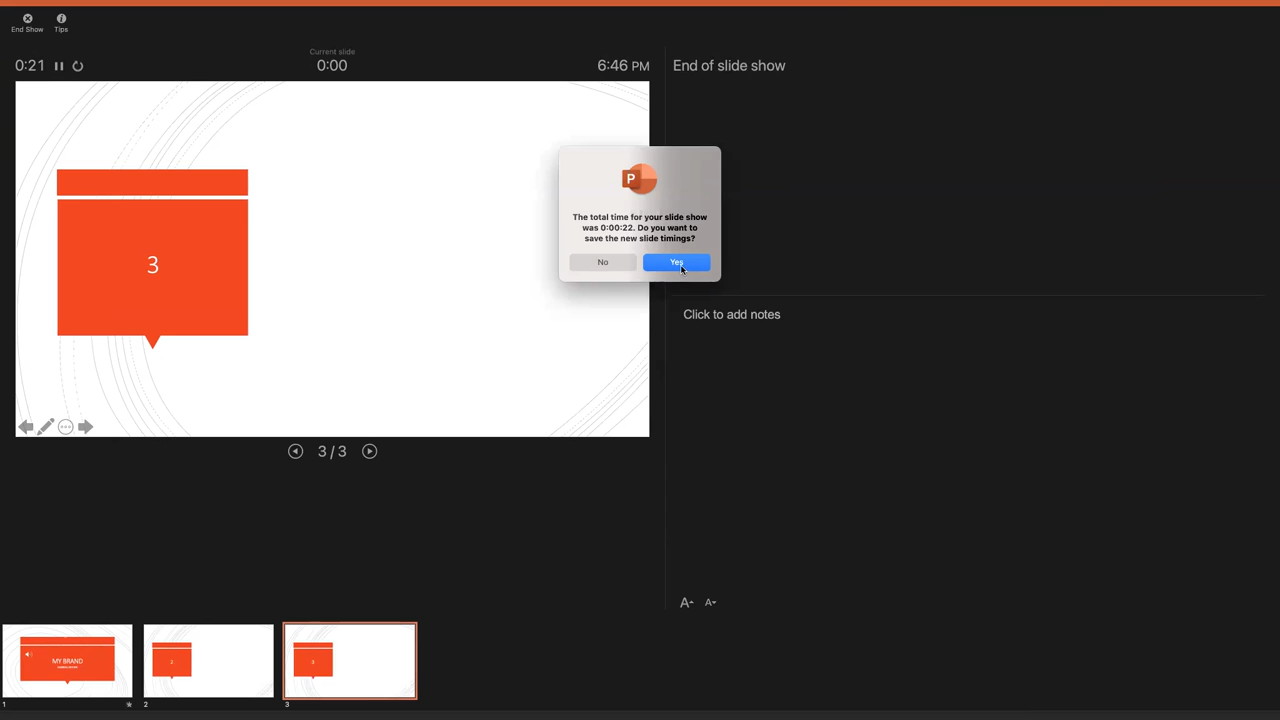 End Show
Tips
0:21
Current slide
0:00
6:46 PM
End of slide show
3
P
The total time for your slide show
was 0:00:22. Do you want to
save the new slide timings?
No
Yes
Click to add notes
3/3
A
A
MY BRAND
2
3
1
2
3